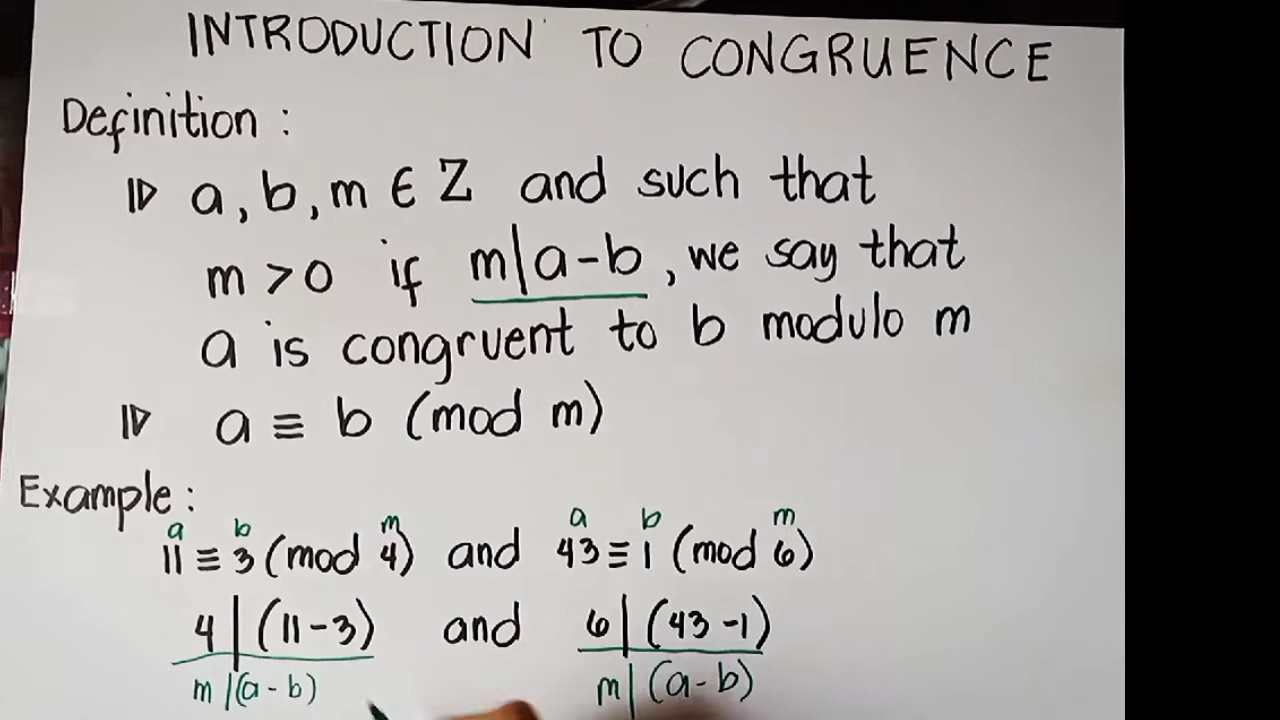 INTRODUCTION TO CONGRUENCE
Definition :
a, b, m ∈ Z and such that
m > 0 if m|a-b, we say that
a is congruent to b modulo m
a ≡ b (mod m)
Example :
a b m a b m
11 ≡ 3 (mod 4) and 43 ≡ 1 (mod 6)
4 | (11-3) and 6 | (43-1)
m | (a-b) m | (a-b)